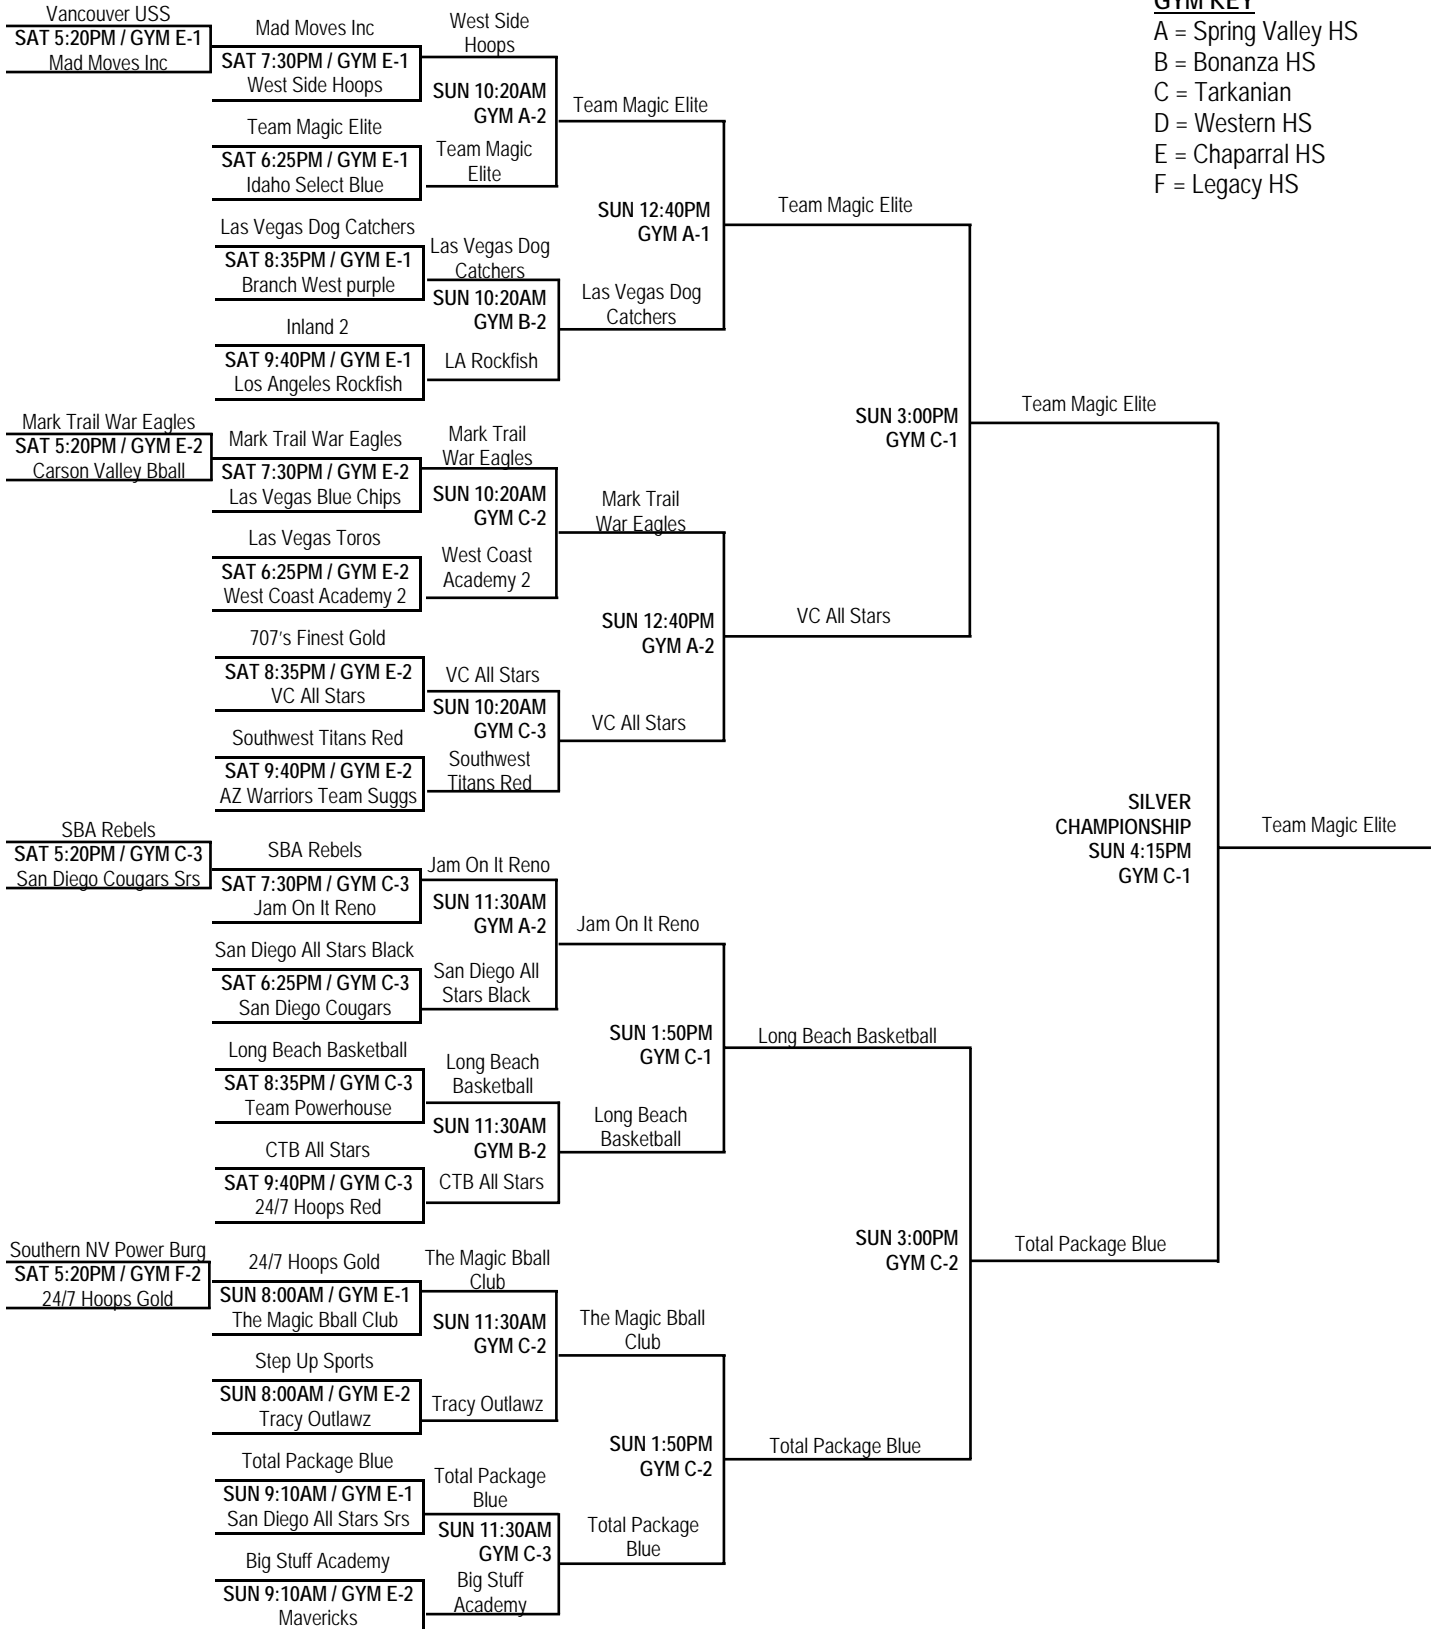 GYM KEY
A = Spring Valley HS
B = Bonanza HS
C = Tarkanian
D = Western HS
E = Chaparral HS
F = Legacy HS
Vancouver USS
SAT 5:20PM / GYM E-1
Mad Moves Inc
Mad Moves Inc
SAT 7:30PM / GYM E-1
West Side Hoops
West Side
Hoops
SUN 10:20AM
GYM A-2
Team Magic Elite
SAT 6:25PM / GYM E-1
Idaho Select Blue
Team Magic
Elite
Team Magic Elite
SUN 12:40PM
GYM A-1
Las Vegas Dog Catchers
SAT 8:35PM / GYM E-1
Branch West purple
Las Vegas Dog
Catchers
SUN 10:20AM
GYM B-2
Inland 2
SAT 9:40PM / GYM E-1
Los Angeles Rockfish
LA Rockfish
Las Vegas Dog
Catchers
Team Magic Elite
SUN 3:00PM
GYM C-1
Mark Trail War Eagles
SAT 5:20PM / GYM E-2
Carson Valley Bball
Mark Trail War Eagles
SAT 7:30PM / GYM E-2
Las Vegas Blue Chips
Mark Trail
War Eagles
SUN 10:20AM
GYM C-2
Las Vegas Toros
SAT 6:25PM / GYM E-2
West Coast Academy 2
West Coast
Academy 2
Mark Trail
War Eagles
SUN 12:40PM
GYM A-2
707's Finest Gold
SAT 8:35PM / GYM E-2
VC All Stars
VC All Stars
SUN 10:20AM
GYM C-3
Southwest Titans Red
SAT 9:40PM / GYM E-2
AZ Warriors Team Suggs
Southwest
Titans Red
VC All Stars
VC All Stars
Team Magic Elite
SILVER
CHAMPIONSHIP
SUN 4:15PM
GYM C-1
Team Magic Elite
SBA Rebels
SAT 5:20PM / GYM C-3
San Diego Cougars Srs
SBA Rebels
SAT 7:30PM / GYM C-3
Jam On It Reno
Jam On It Reno
SUN 11:30AM
GYM A-2
San Diego All Stars Black
SAT 6:25PM / GYM C-3
San Diego Cougars
San Diego All
Stars Black
Jam On It Reno
SUN 1:50PM
GYM C-1
Long Beach Basketball
SAT 8:35PM / GYM C-3
Team Powerhouse
Long Beach
Basketball
SUN 11:30AM
GYM B-2
CTB All Stars
SAT 9:40PM / GYM C-3
24/7 Hoops Red
CTB All Stars
Long Beach
Basketball
Long Beach Basketball
SUN 3:00PM
GYM C-2
Total Package Blue
Southern NV Power Burg
SAT 5:20PM / GYM F-2
24/7 Hoops Gold
24/7 Hoops Gold
SUN 8:00AM / GYM E-1
The Magic Bball Club
The Magic Bball
Club
SUN 11:30AM
GYM C-2
Step Up Sports
SUN 8:00AM / GYM E-2
Tracy Outlawz
Tracy Outlawz
The Magic Bball
Club
SUN 1:50PM
GYM C-2
Total Package Blue
SUN 9:10AM / GYM E-1
San Diego All Stars Srs
Total Package
Blue
SUN 11:30AM
GYM C-3
Big Stuff Academy
SUN 9:10AM / GYM E-2
Mavericks
Big Stuff
Academy
Total Package
Blue
Total Package Blue